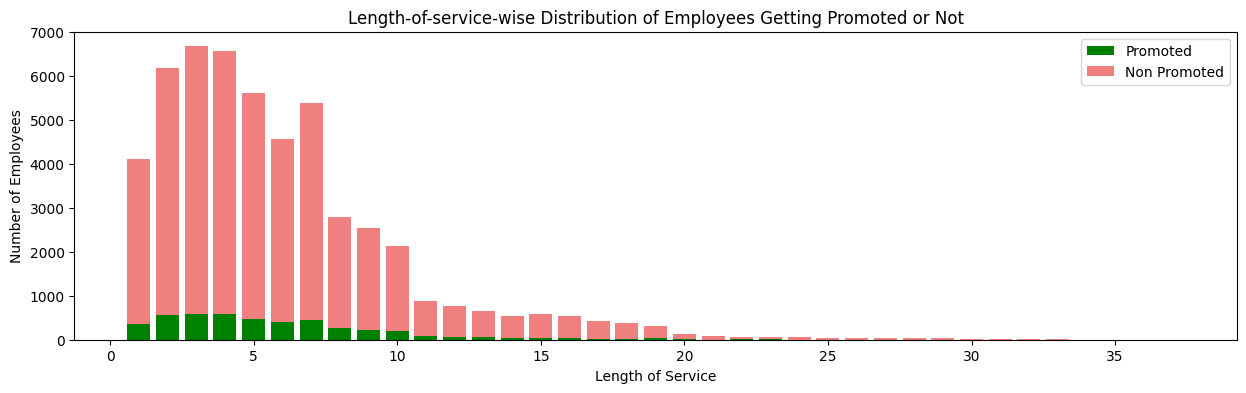 Length-of-service-wise Distribution of Employees Getting Promoted or Not
Promoted
Non Promoted
Number of Employees
7000
6000
5000
4000
3000
2000
1000
0
0 5 10 15 20 25 30 35
Length of Service